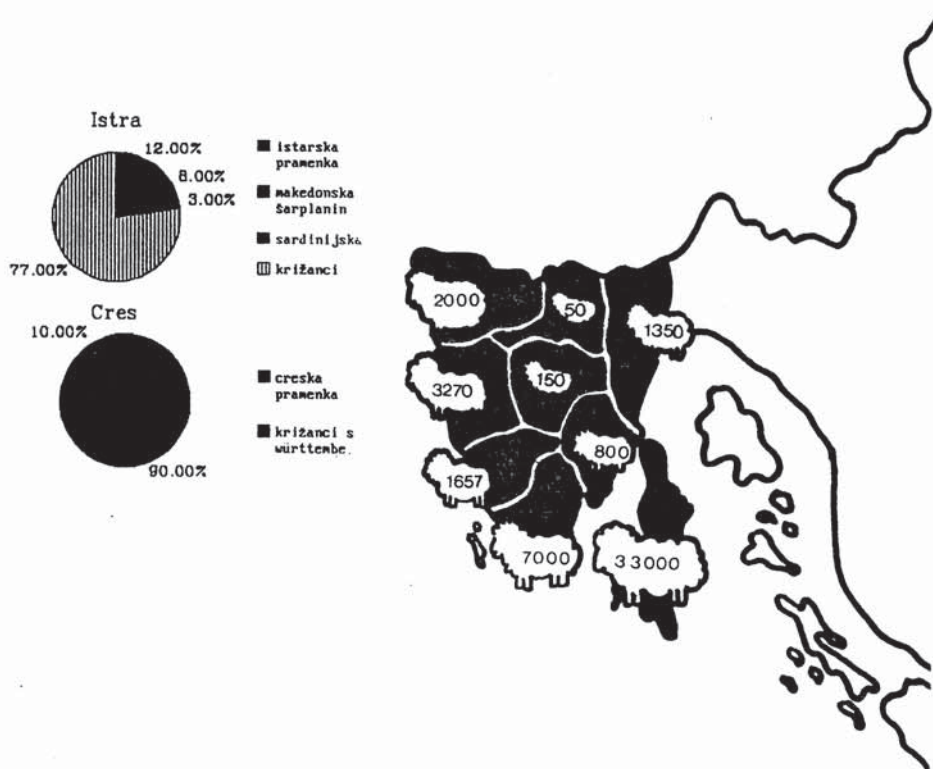 Istra
12.00%
8.00%
3.00%
77.00%
istarska
pramenka
makedonska
šarplanin
sardinijska
križanci
Cres
10.00%
90.00%
creska
pramenka
križanci s
württembe.
2000
50
1350
3270
150
800
1657
7000
33000